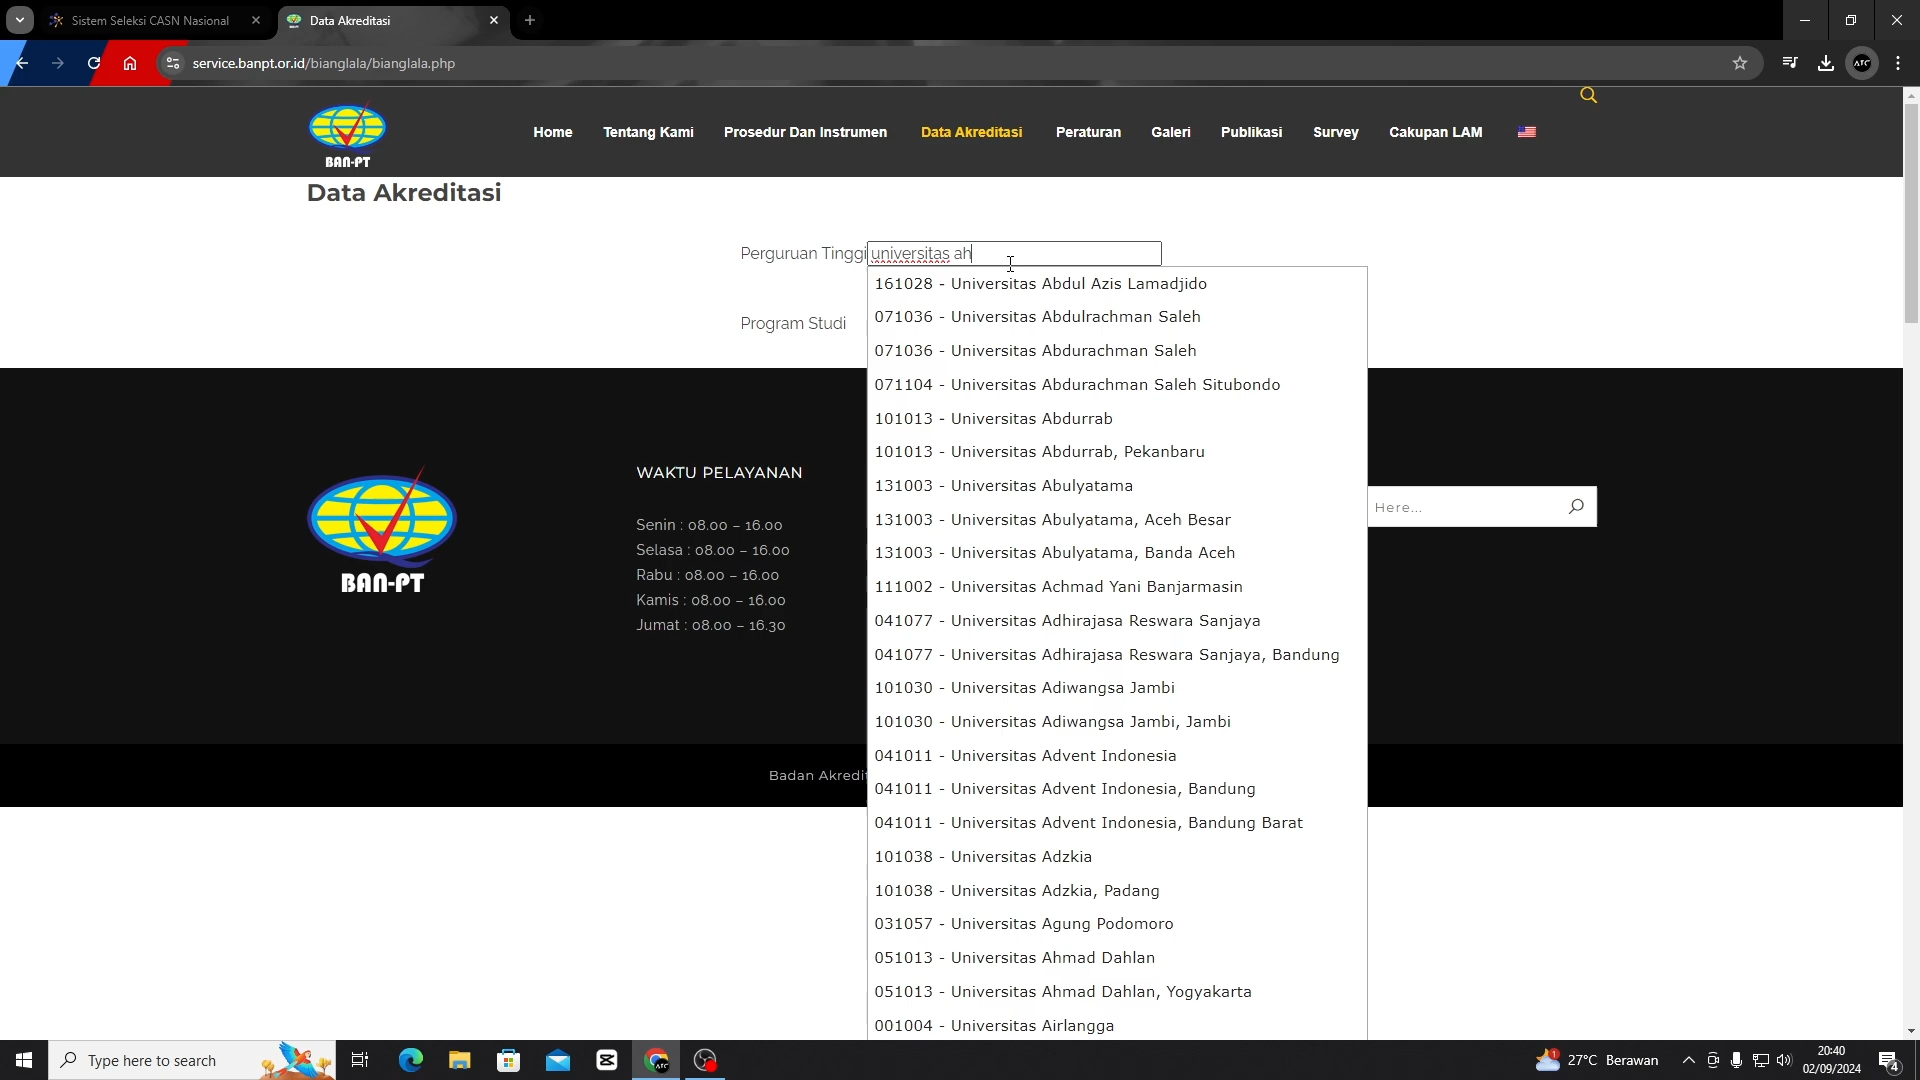 Sistem Seleksi CASN Nasional
Data Akreditasi
service.banpt.or.id/bianglala/bianglala.php
ATC
BAN-PT
Home
Tentang Kami
Prosedur Dan Instrumen
Data Akreditasi
Peraturan
Galeri
Publikasi
Survey
Cakupan LAM
Data Akreditasi
Perguruan Tinggi universitas ah
161028 - Universitas Abdul Azis Lamadjido
071036 - Universitas Abdulrachman Saleh
Program Studi
071036 - Universitas Abdurachman Saleh
071104 - Universitas Abdurachman Saleh Situbondo
101013 - Universitas Abdurrab
101013 - Universitas Abdurrab, Pekanbaru
131003 - Universitas Abulyatama
131003 - Universitas Abulyatama, Aceh Besar
131003 - Universitas Abulyatama, Banda Aceh
111002 - Universitas Achmad Yani Banjarmasin
041077 - Universitas Adhirajasa Reswara Sanjaya
041077 - Universitas Adhirajasa Reswara Sanjaya, Bandung
101030 - Universitas Adiwangsa Jambi
101030 - Universitas Adiwangsa Jambi, Jambi
041011 - Universitas Advent Indonesia
041011 - Universitas Advent Indonesia, Bandung
041011 - Universitas Advent Indonesia, Bandung Barat
101038 - Universitas Adzkia
101038 - Universitas Adzkia, Padang
031057 - Universitas Agung Podomoro
051013 - Universitas Ahmad Dahlan
051013 - Universitas Ahmad Dahlan, Yogyakarta
001004 - Universitas Airlangga
BAN-PT
WAKTU PELAYANAN
Senin : 08.00 – 16.00
Selasa : 08.00 – 16.00
Rabu : 08.00 – 16.00
Kamis : 08.00 – 16.00
Jumat : 08.00 – 16.30
Here...
Badan Akredit
Type here to search
ATC
1
27°C Berawan
20:40
02/09/2024
4